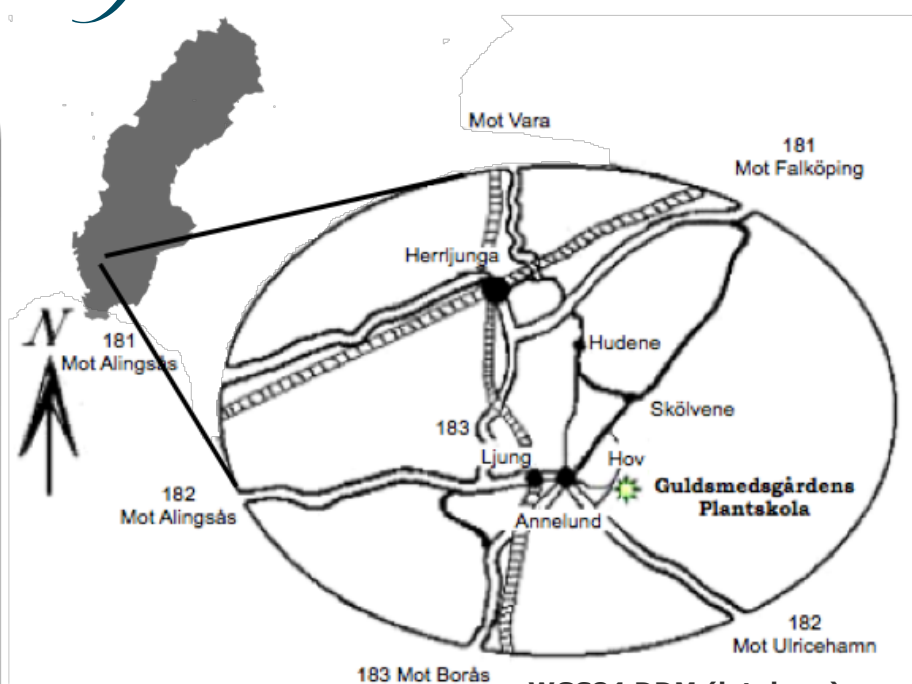 Mot Vara
181
Mot Falköping
Herrljunga
N
181
Mot Alingsås
Hudene
Skölvene
183
Ljung
Hov
Guldsmedsgårdens
Plantskola
182
Mot Alingsås
Annelund
182
Mot Ulricehamn
183 Mot Borås